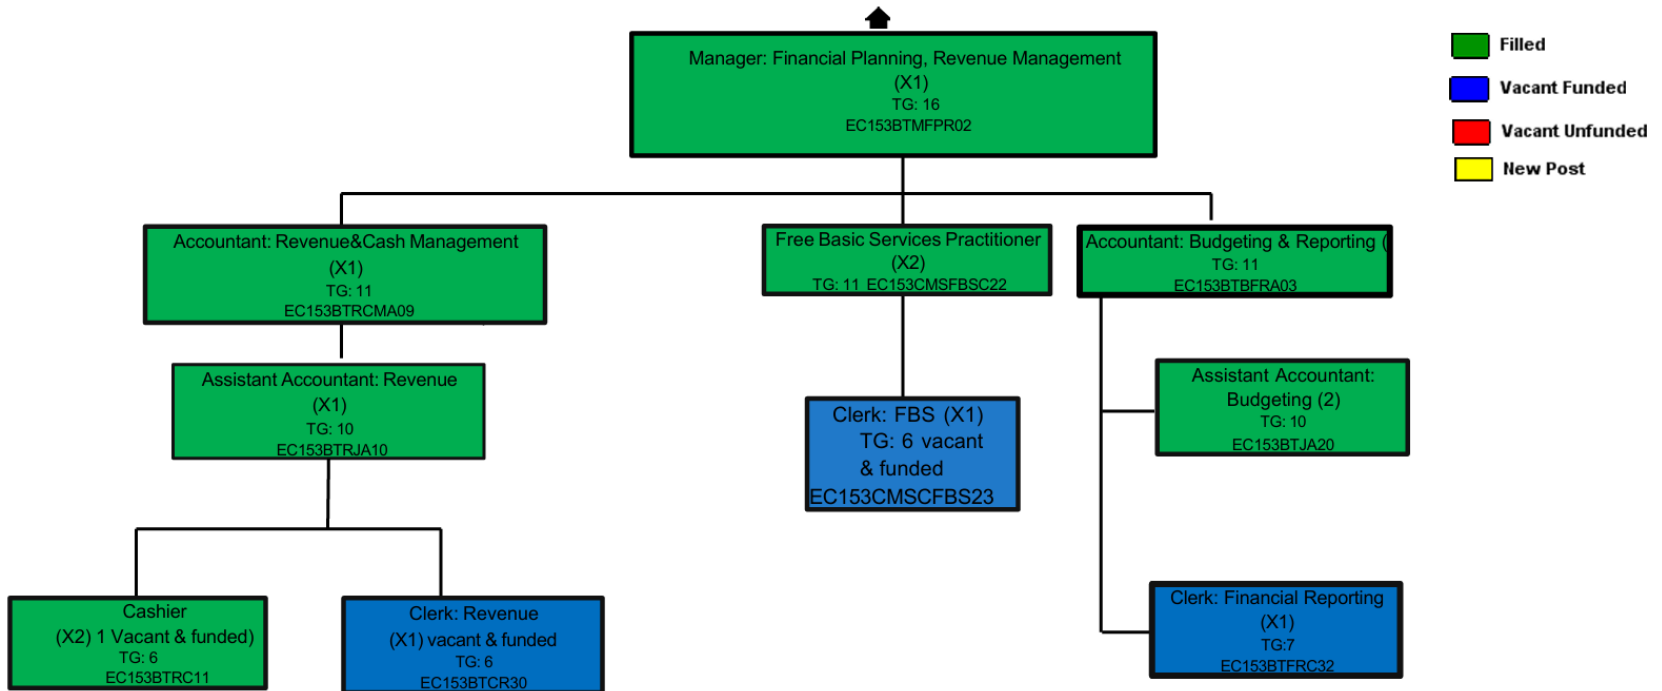 Manager: Financial Planning, Revenue Management
(X1)
TG: 16
EC153BTMFPR02
Filled
Vacant Funded
Vacant Unfunded
New Post
Accountant: Revenue&Cash Management
(X1)
TG: 11
EC153BTRCMA09
Free Basic Services Practitioner
(X2)
TG: 11 EC153CMSFBSC22
Accountant: Budgeting & Reporting (
TG: 11
EC153BTBFRA03
Assistant Accountant: Revenue
(X1)
TG: 10
EC153BTRJA10
Clerk: FBS (X1)
TG: 6 vacant
& funded
EC153CMSCFBS23
Assistant Accountant:
Budgeting (2)
TG: 10
EC153BTJA20
Cashier
(X2) 1 Vacant & funded)
TG: 6
EC153BTRC11
Clerk: Revenue
(X1) vacant & funded
TG: 6
EC153BTCR30
Clerk: Financial Reporting
(X1)
TG:7
EC153BTFRC32